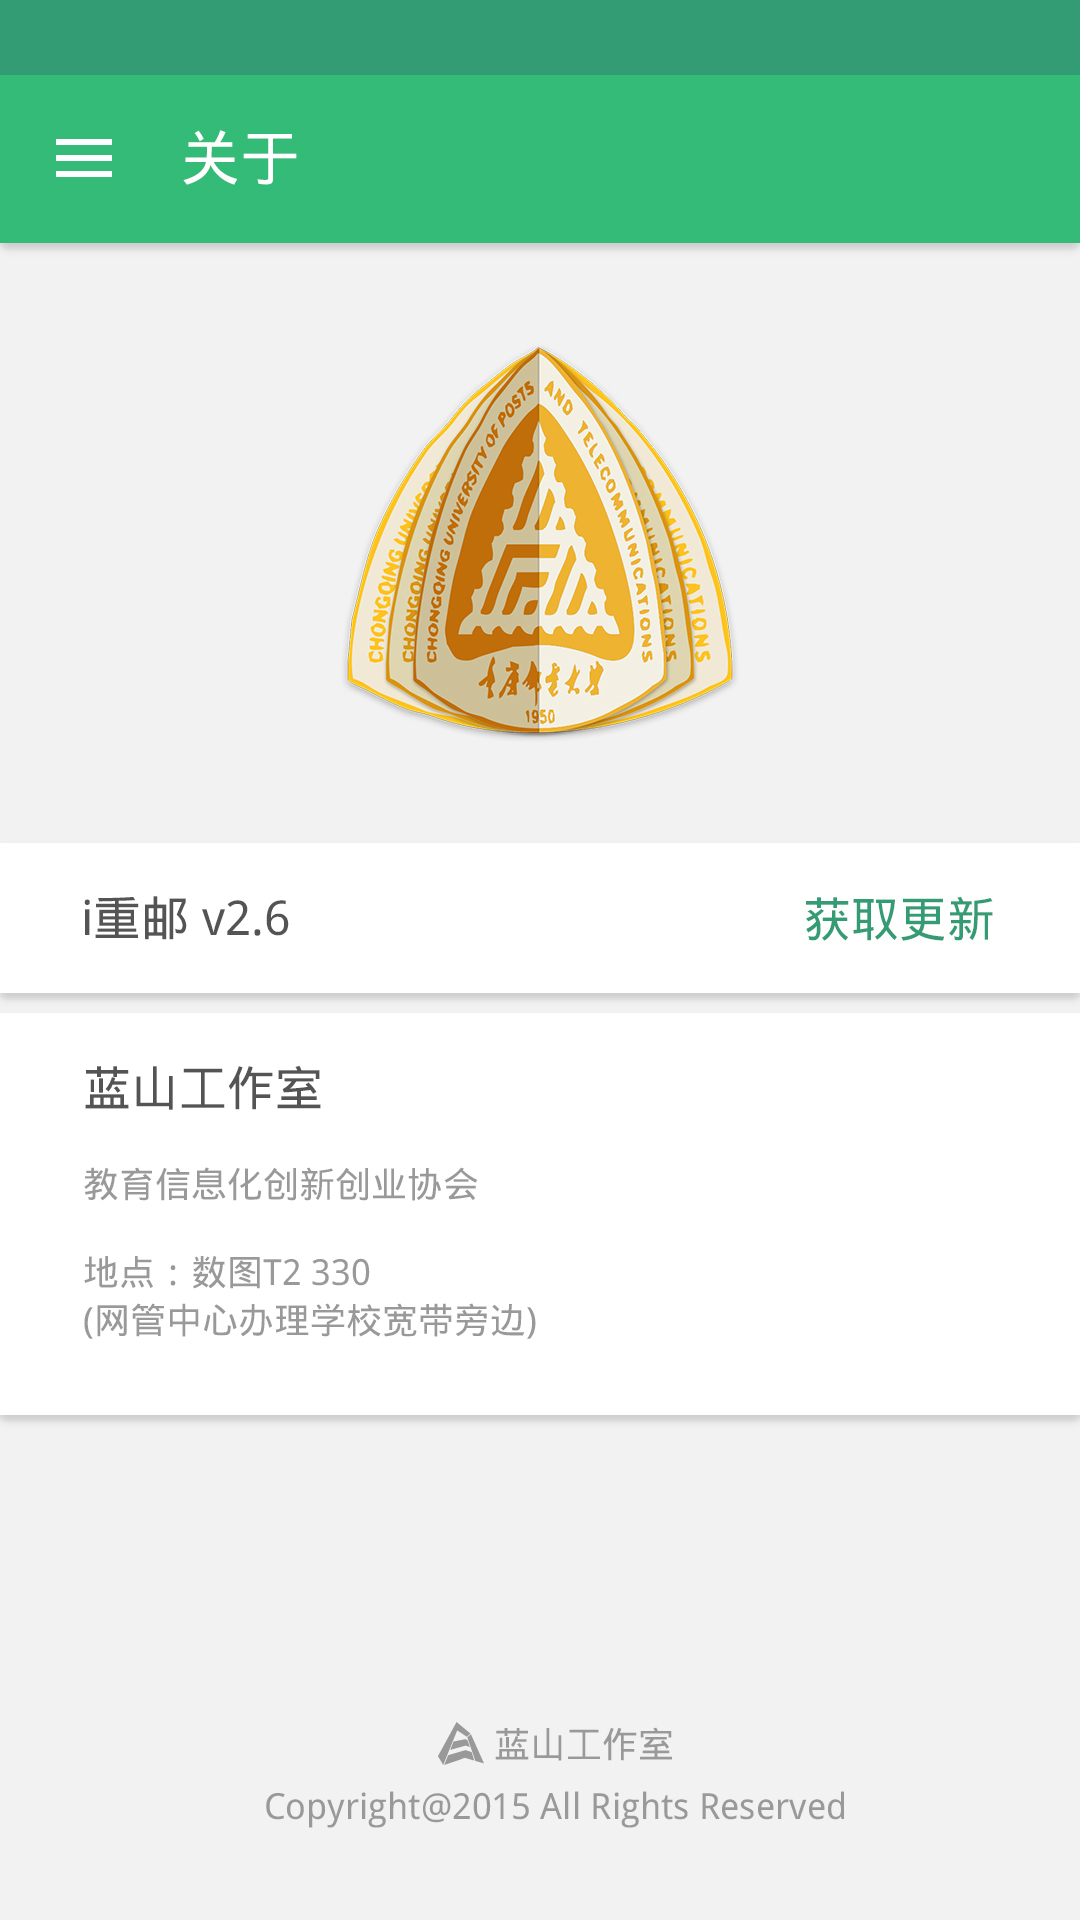 关于
CHONGQING UNIVERSITY OF POSTS AND TELECOMMUNICATIONS
重庆邮电大学
1950
i重邮 v2.6
获取更新
蓝山工作室
教育信息化创新创业协会
地点：数图T2 330
(网管中心办理学校宽带旁边)
蓝山工作室
Copyright@2015 All Rights Reserved